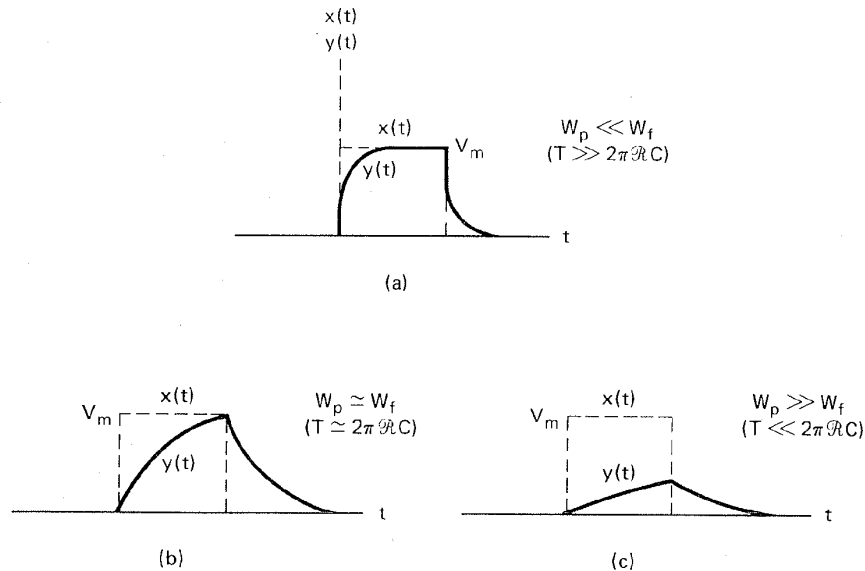 x(t)
y(t)
x(t)
V_m
y(t)
W_p ≪ W_f
(T ≫ 2πℛC)
t
(a)
x(t)
V_m
y(t)
W_p ≃ W_f
(T ≃ 2πℛC)
t
(b)
x(t)
V_m
y(t)
W_p ≫ W_f
(T ≪ 2πℛC)
t
(c)